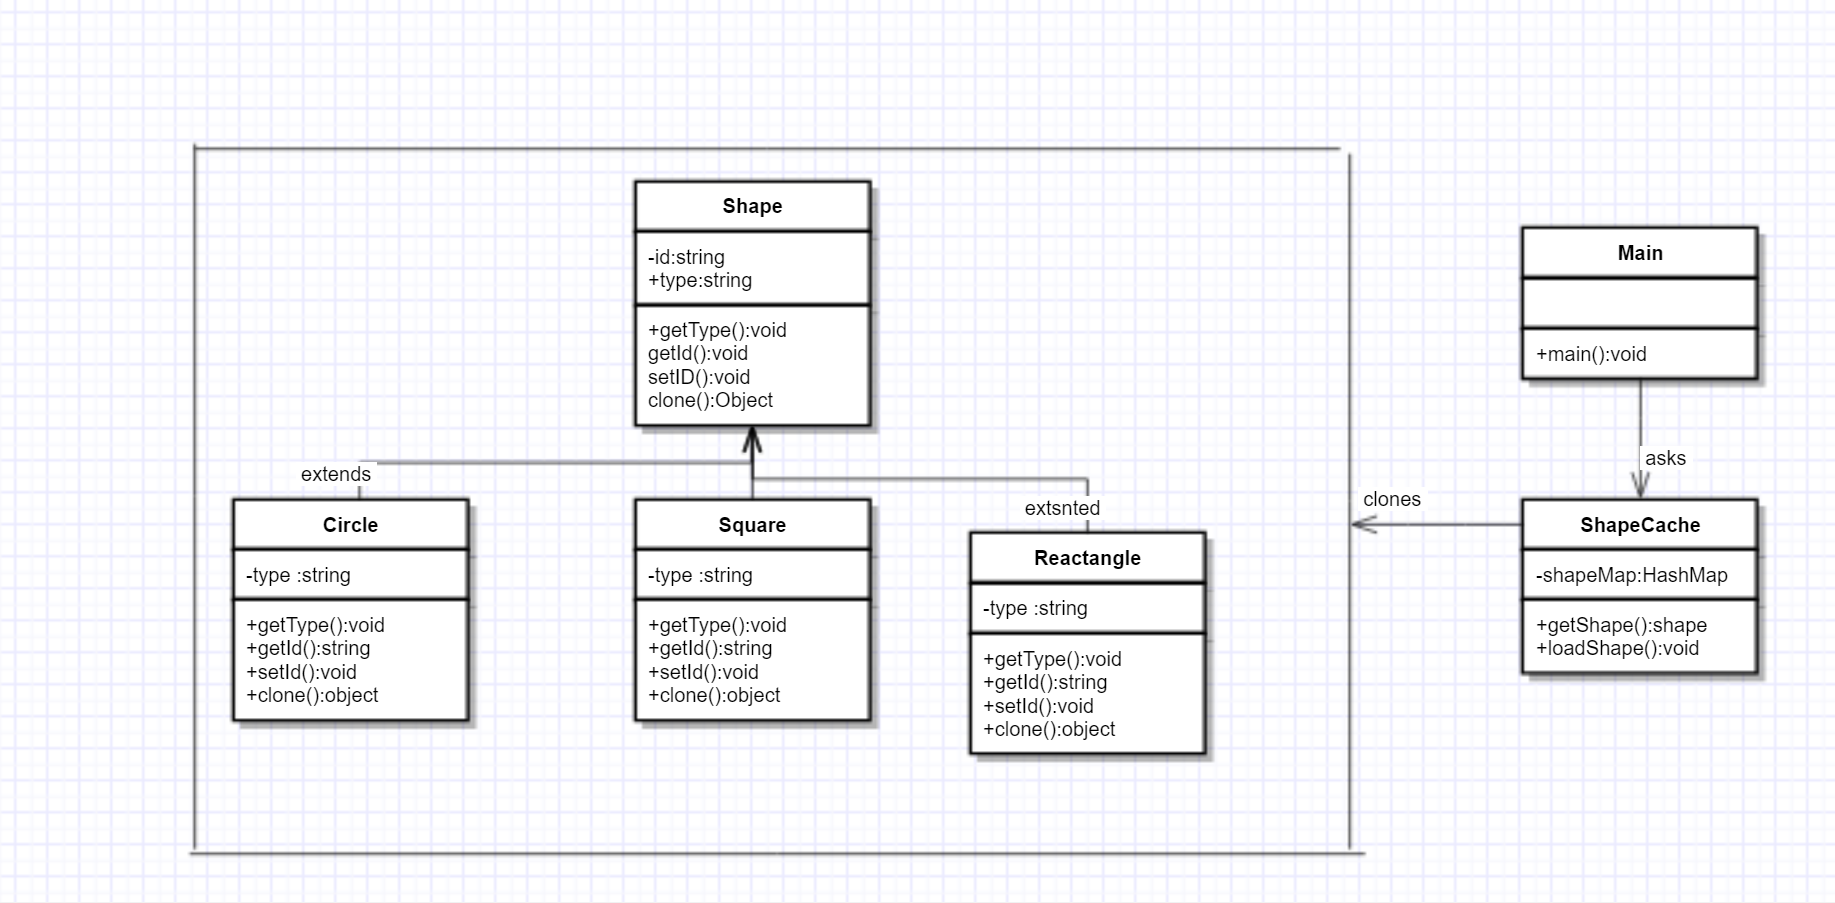 Shape
-id:string
+type:string
+getType():void
getId():void
setID():void
clone():Object
extends
Circle
-type :string
+getType():void
+getId():string
+setId():void
+clone():object
Square
-type :string
+getType():void
+getId():string
+setId():void
+clone():object
extsnted
Reactangle
-type :string
+getType():void
+getId():string
+setId():void
+clone():object
Main
+main():void
asks
clones
ShapeCache
-shapeMap:HashMap
+getShape():shape
+loadShape():void